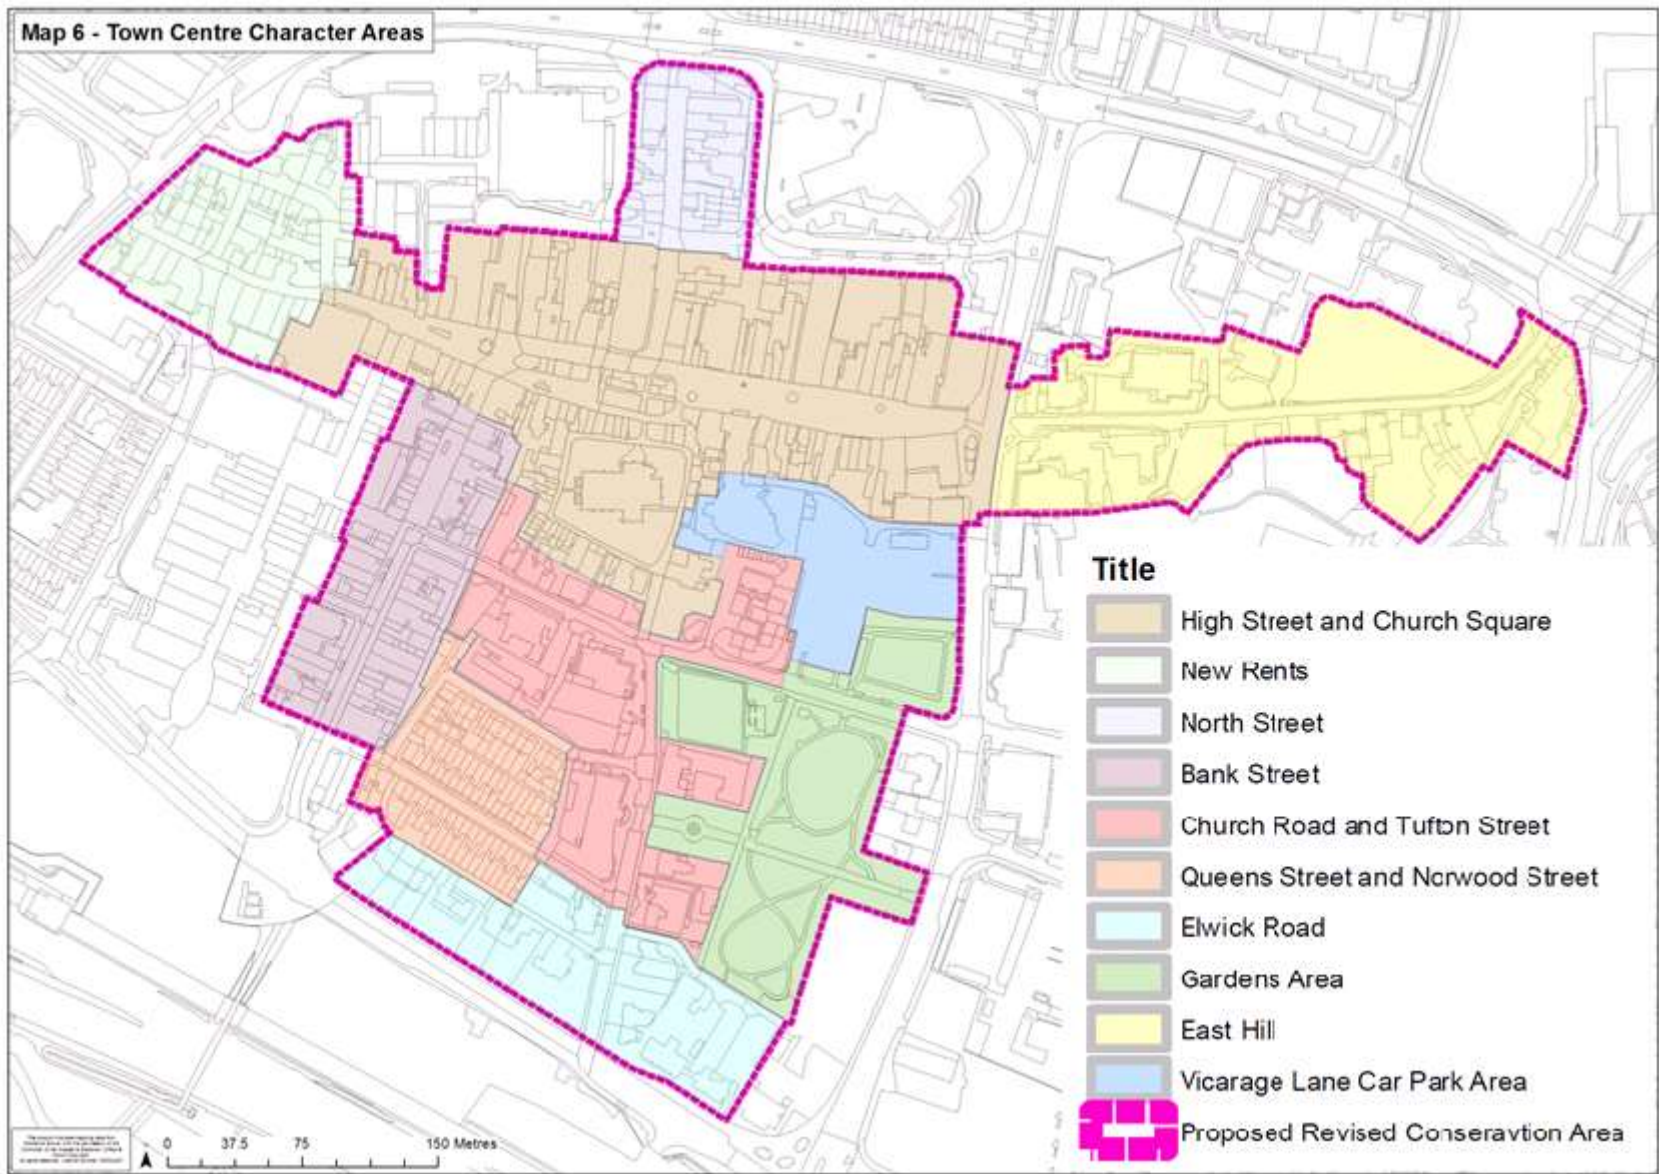 Map 6 - Town Centre Character Areas
Title
High Street and Church Square
New Rents
North Street
Bank Street
Church Road and Tufton Street
Queens Street and Norwood Street
Elwick Road
Gardens Area
East Hill
Vicarage Lane Car Park Area
Proposed Revised Conseravtion Area
0 37.5 75 150 Metres